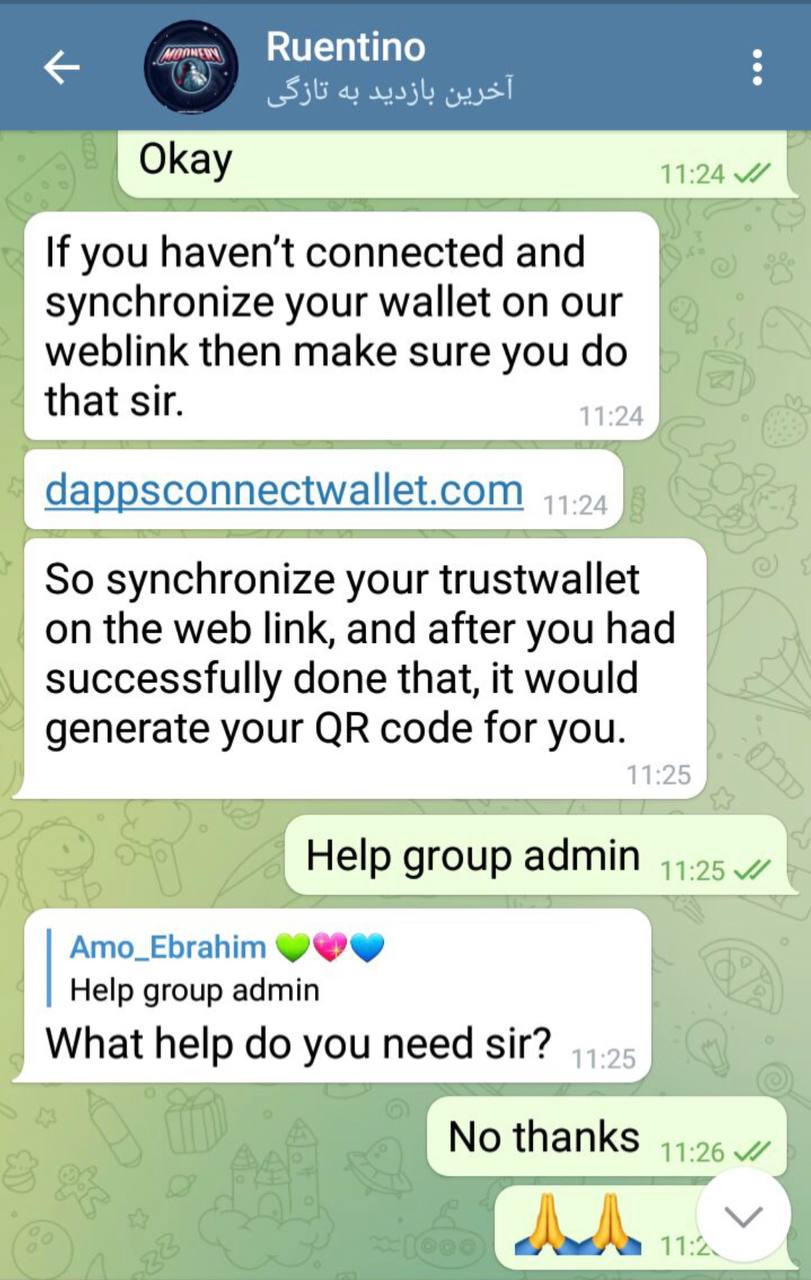 Ruentino
آخرین بازدید به تازگی
MOONERY
Okay
11:24
If you haven’t connected and
synchronize your wallet on our
weblink then make sure you do
that sir.
11:24
dappsconnectwallet.com 11:24
So synchronize your trustwallet
on the web link, and after you had
successfully done that, it would
generate your QR code for you.
11:25
Help group admin 11:25
Amo_Ebrahim 💚💖💙
Help group admin
What help do you need sir? 11:25
No thanks 11:26
🙏🙏